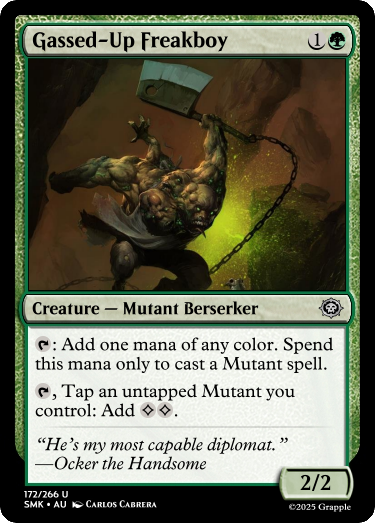 Gassed-Up Freakboy 1
Creature — Mutant Berserker
: Add one mana of any color. Spend
this mana only to cast a Mutant spell.
, Tap an untapped Mutant you
control: Add .
“He's my most capable diplomat.”
—Ocker the Handsome
2/2
172/266 U
SMK • AU Carlos Cabrera
©2025 Grapple